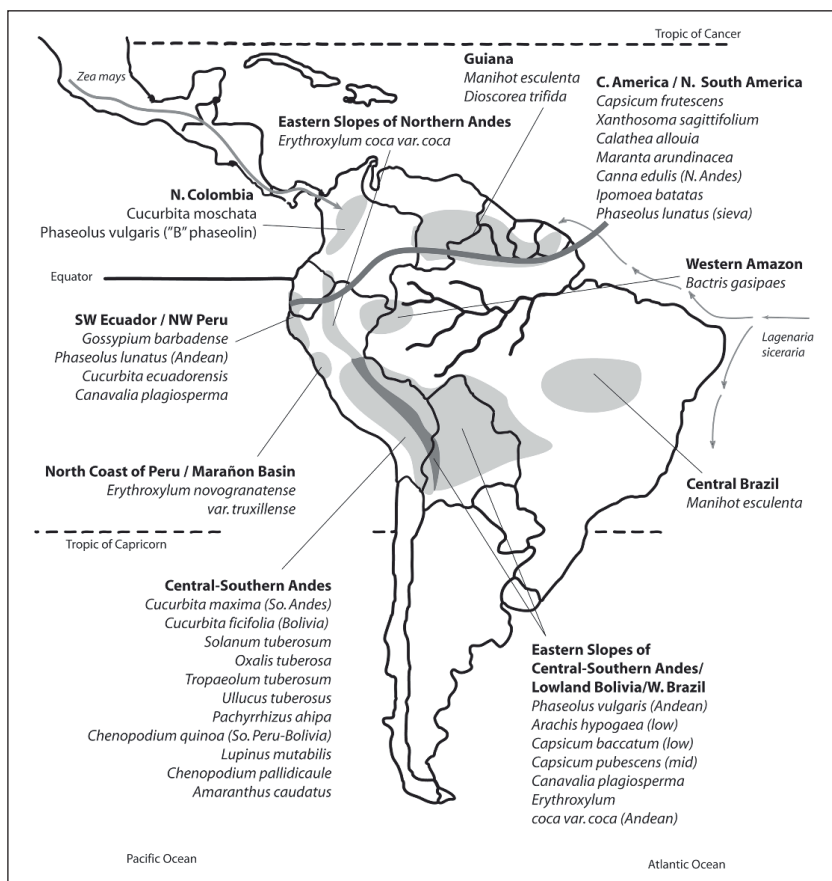 Tropic of Cancer
Zea mays
Guiana
Manihot esculenta
Dioscorea trifida
C. America / N. South America
Capsicum frutescens
Xanthosoma sagittifolium
Calathea allouia
Maranta arundinacea
Canna edulis (N. Andes)
Ipomoea batatas
Phaseolus lunatus (sieva)
Eastern Slopes of Northern Andes
Erythroxylum coca var. coca
N. Colombia
Cucurbita moschata
Phaseolus vulgaris ("B" phaseolin)
Equator
Western Amazon
Bactris gasipaes
SW Ecuador / NW Peru
Gossypium barbadense
Phaseolus lunatus (Andean)
Cucurbita ecuadorensis
Canavalia plagiosperma
Lagenaria
siceraria
North Coast of Peru / Marañon Basin
Erythroxylum novogranatense
var. truxillense
Central Brazil
Manihot esculenta
Tropic of Capricorn
Central-Southern Andes
Cucurbita maxima (So. Andes)
Cucurbita ficifolia (Bolivia)
Solanum tuberosum
Oxalis tuberosa
Tropaeolum tuberosum
Ullucus tuberosus
Pachyrrhizus ahipa
Chenopodium quinoa (So. Peru-Bolivia)
Lupinus mutabilis
Chenopodium pallidicaule
Amaranthus caudatus
Eastern Slopes of
Central-Southern Andes/
Lowland Bolivia/W. Brazil
Phaseolus vulgaris (Andean)
Arachis hypogaea (low)
Capsicum baccatum (low)
Capsicum pubescens (mid)
Canavalia plagiosperma
Erythroxylum
coca var. coca (Andean)
Pacific Ocean
Atlantic Ocean